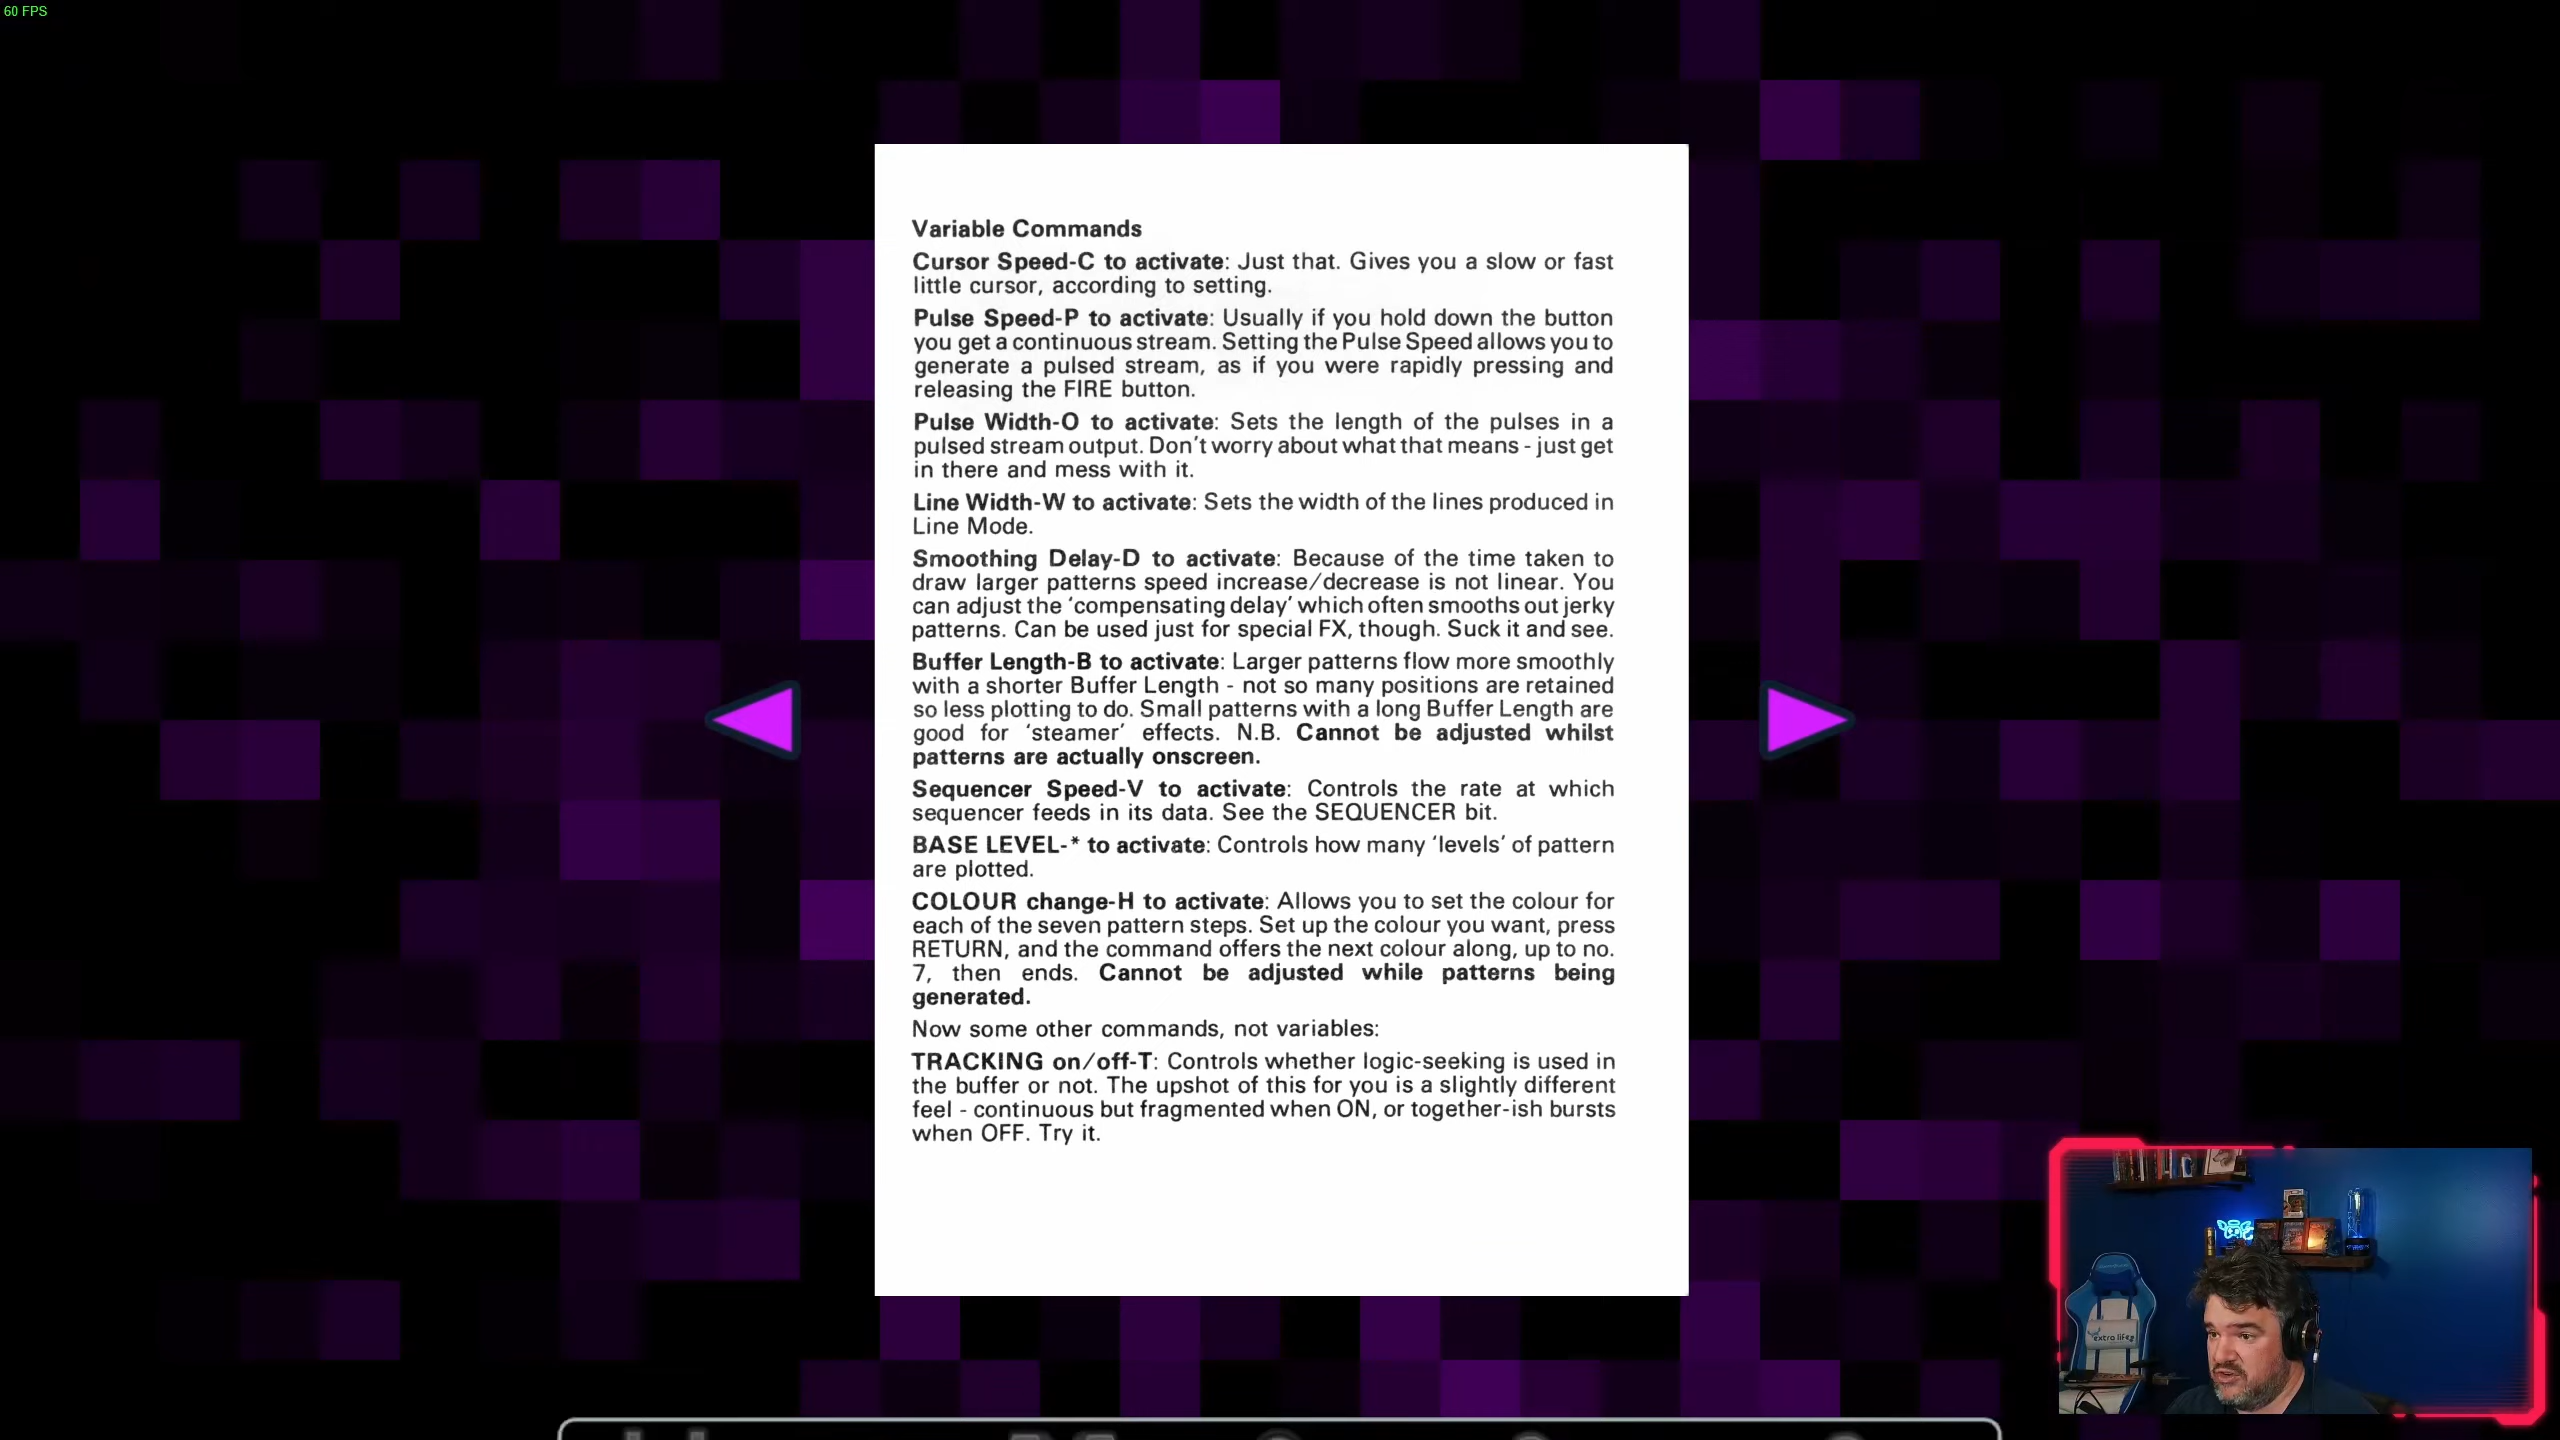 60 FPS
Variable Commands
Cursor Speed-C to activate: Just that. Gives you a slow or fast
little cursor, according to setting.
Pulse Speed-P to activate: Usually if you hold down the button
you get a continuous stream. Setting the Pulse Speed allows you to
generate a pulsed stream, as if you were rapidly pressing and
releasing the FIRE button.
Pulse Width-O to activate: Sets the length of the pulses in a
pulsed stream output. Don't worry about what that means - just get
in there and mess with it.
Line Width-W to activate: Sets the width of the lines produced in
Line Mode.
Smoothing Delay-D to activate: Because of the time taken to
draw larger patterns speed increase/decrease is not linear. You
can adjust the 'compensating delay' which often smooths out jerky
patterns. Can be used just for special FX, though. Suck it and see.
Buffer Length-B to activate: Larger patterns flow more smoothly
with a shorter Buffer Length - not so many positions are retained
so less plotting to do. Small patterns with a long Buffer Length are
good for 'steamer' effects. N.B. Cannot be adjusted whilst
patterns are actually onscreen.
Sequencer Speed-V to activate: Controls the rate at which
sequencer feeds in its data. See the SEQUENCER bit.
BASE LEVEL-* to activate: Controls how many 'levels' of pattern
are plotted.
COLOUR change-H to activate: Allows you to set the colour for
each of the seven pattern steps. Set up the colour you want, press
RETURN, and the command offers the next colour along, up to no.
7, then ends. Cannot be adjusted while patterns being
generated.
Now some other commands, not variables:
TRACKING on/off-T: Controls whether logic-seeking is used in
the buffer or not. The upshot of this for you is a slightly different
feel - continuous but fragmented when ON, or together-ish bursts
when OFF. Try it.
extra life